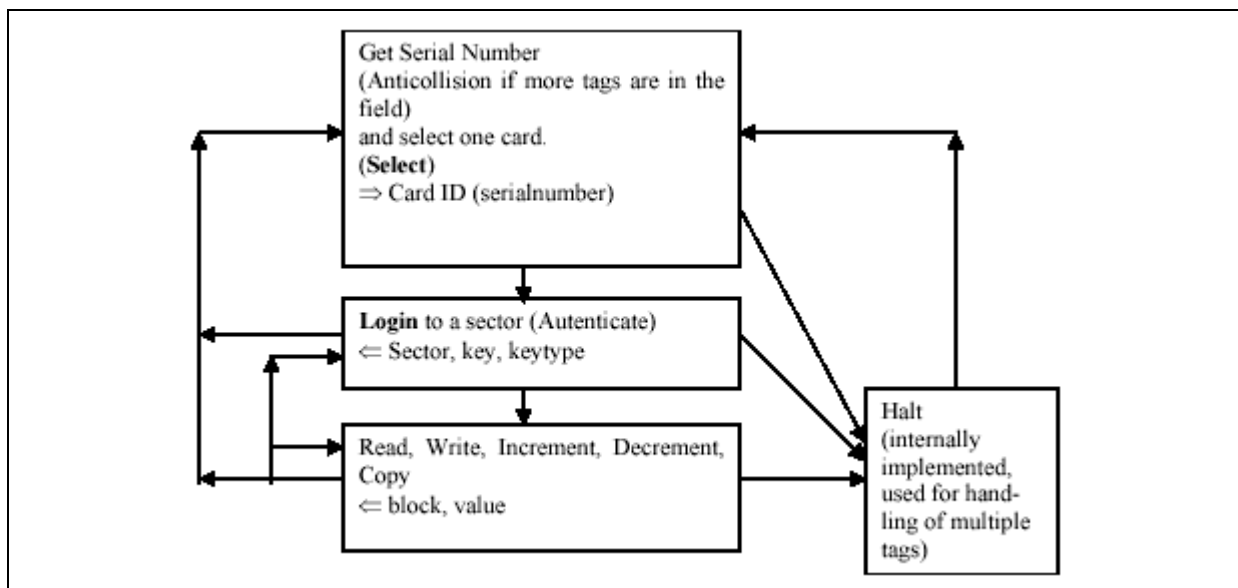 Get Serial Number
(Anticollision if more tags are in the
field)
and select one card.
(Select)
⇒ Card ID (serialnumber)
Login to a sector (Autenticate)
⇐ Sector, key, keytype
Read, Write, Increment, Decrement,
Copy
⇐ block, value
Halt
(internally
implemented,
used for hand-
ling of multiple
tags)